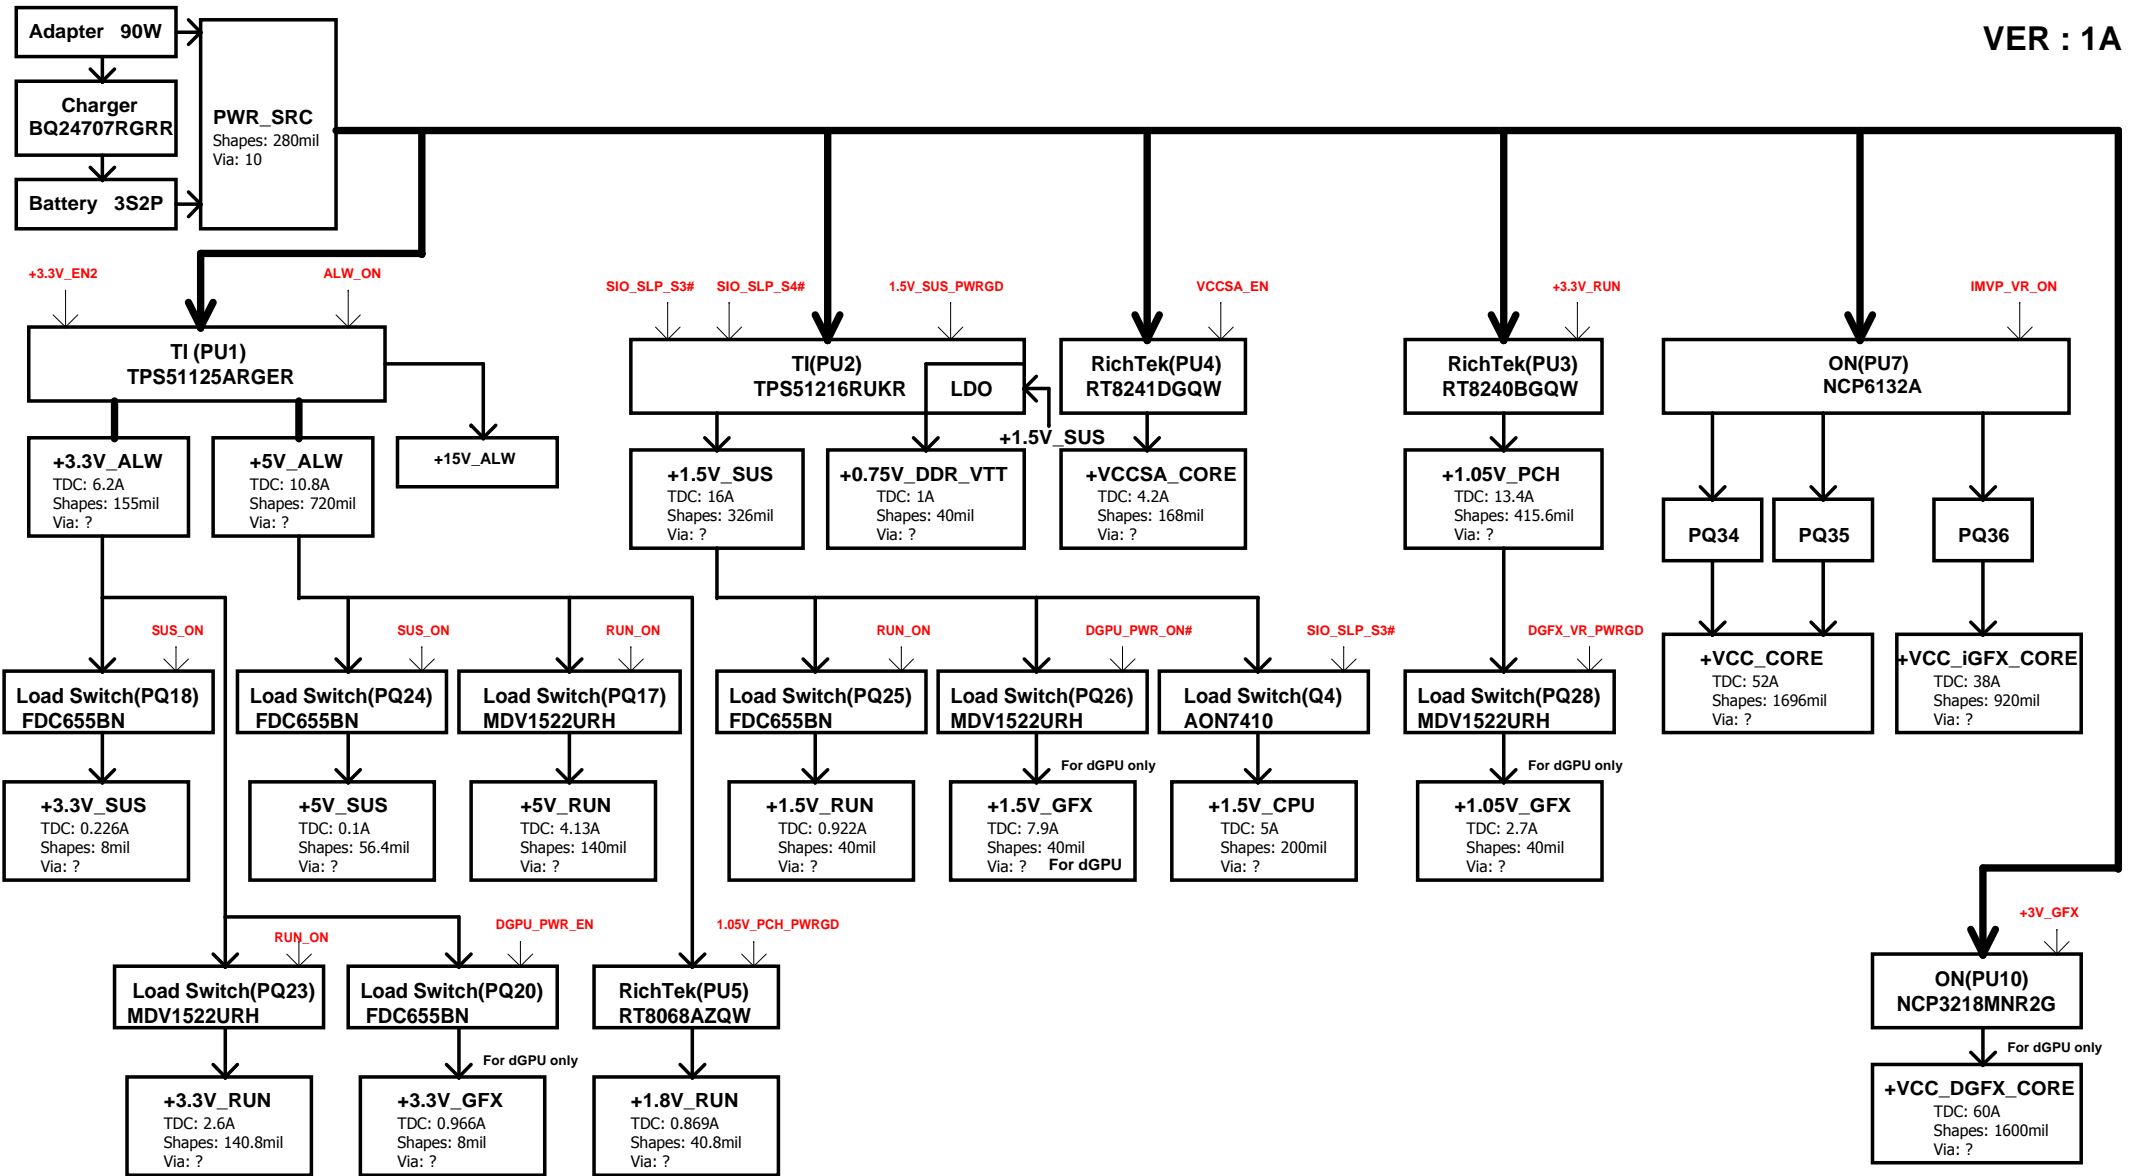 VER : 1A
Adapter 90W
Charger
BQ24707RGRR
Battery 3S2P
PWR_SRC
Shapes: 280mil
Via: 10
+3.3V_EN2
ALW_ON
SIO_SLP_S3#
SIO_SLP_S4#
1.5V_SUS_PWRGD
VCCSA_EN
+3.3V_RUN
IMVP_VR_ON
TI (PU1)
TPS51125ARGER
TI(PU2)
TPS51216RUKR
LDO
RichTek(PU4)
RT8241DGQW
RichTek(PU3)
RT8240BGQW
ON(PU7)
NCP6132A
+3.3V_ALW
TDC: 6.2A
Shapes: 155mil
Via: ?
+5V_ALW
TDC: 10.8A
Shapes: 720mil
Via: ?
+15V_ALW
+1.5V_SUS
+1.5V_SUS
TDC: 16A
Shapes: 326mil
Via: ?
+0.75V_DDR_VTT
TDC: 1A
Shapes: 40mil
Via: ?
+VCCSA_CORE
TDC: 4.2A
Shapes: 168mil
Via: ?
+1.05V_PCH
TDC: 13.4A
Shapes: 415.6mil
Via: ?
PQ34
PQ35
PQ36
SUS_ON
SUS_ON
RUN_ON
RUN_ON
DGPU_PWR_ON#
SIO_SLP_S3#
DGFX_VR_PWRGD
Load Switch(PQ18)
FDC655BN
Load Switch(PQ24)
FDC655BN
Load Switch(PQ17)
MDV1522URH
Load Switch(PQ25)
FDC655BN
Load Switch(PQ26)
MDV1522URH
Load Switch(Q4)
AON7410
Load Switch(PQ28)
MDV1522URH
+VCC_CORE
TDC: 52A
Shapes: 1696mil
Via: ?
+VCC_iGFX_CORE
TDC: 38A
Shapes: 920mil
Via: ?
For dGPU only
For dGPU only
+3.3V_SUS
TDC: 0.226A
Shapes: 8mil
Via: ?
+5V_SUS
TDC: 0.1A
Shapes: 56.4mil
Via: ?
+5V_RUN
TDC: 4.13A
Shapes: 140mil
Via: ?
+1.5V_RUN
TDC: 0.922A
Shapes: 40mil
Via: ?
+1.5V_GFX
TDC: 7.9A
Shapes: 40mil
Via: ? For dGPU
+1.5V_CPU
TDC: 5A
Shapes: 200mil
Via: ?
+1.05V_GFX
TDC: 2.7A
Shapes: 40mil
Via: ?
RUN_ON
DGPU_PWR_EN
1.05V_PCH_PWRGD
+3V_GFX
Load Switch(PQ23)
MDV1522URH
Load Switch(PQ20)
FDC655BN
RichTek(PU5)
RT8068AZQW
ON(PU10)
NCP3218MNR2G
For dGPU only
For dGPU only
+3.3V_RUN
TDC: 2.6A
Shapes: 140.8mil
Via: ?
+3.3V_GFX
TDC: 0.966A
Shapes: 8mil
Via: ?
+1.8V_RUN
TDC: 0.869A
Shapes: 40.8mil
Via: ?
+VCC_DGFX_CORE
TDC: 60A
Shapes: 1600mil
Via: ?